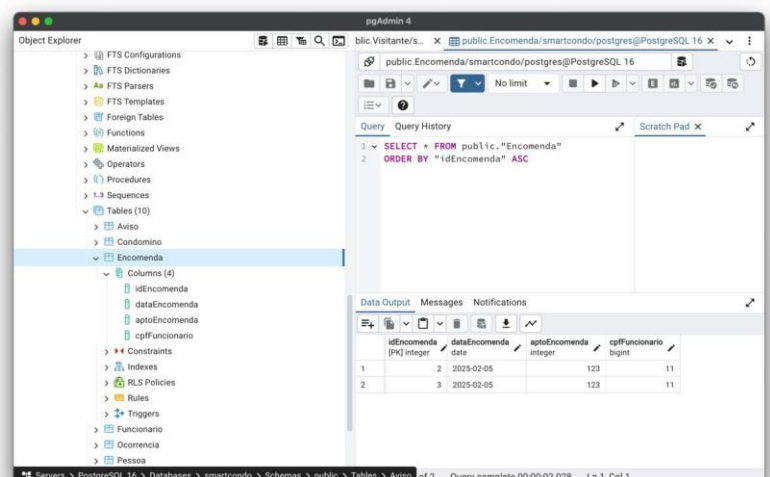 pgAdmin 4
Object Explorer
FTS Configurations
FTS Dictionaries
Aa FTS Parsers
FTS Templates
Foreign Tables
Functions
Materialized Views
Operators
Procedures
1..3 Sequences
Tables (10)
Aviso
Condomino
Encomenda
Columns (4)
idEncomenda
dataEncomenda
aptoEncomenda
cpfFuncionario
Constraints
Indexes
RLS Policies
Rules
Triggers
Funcionario
Ocorrencia
Pessoa
Servers > PostgreSQL 16 > Databases > smartcondo > Schemas > public > Tables > Aviso
blic.Visitante/s... X public.Encomenda/smartcondo/postgres@PostgreSQL 16 X
public.Encomenda/smartcondo/postgres@PostgreSQL 16
No limit
Query Query History
Scratch Pad X
1 SELECT * FROM public."Encomenda"
2 ORDER BY "idEncomenda" ASC
Data Output Messages Notifications
idEncomenda dataEncomenda aptoEncomenda cpfFuncionario
[PK] integer date integer bigint
1 2 2025-02-05 123 11
2 3 2025-02-05 123 11
of 2 Query complete 00:00:02.028 Ln 1, Col 1